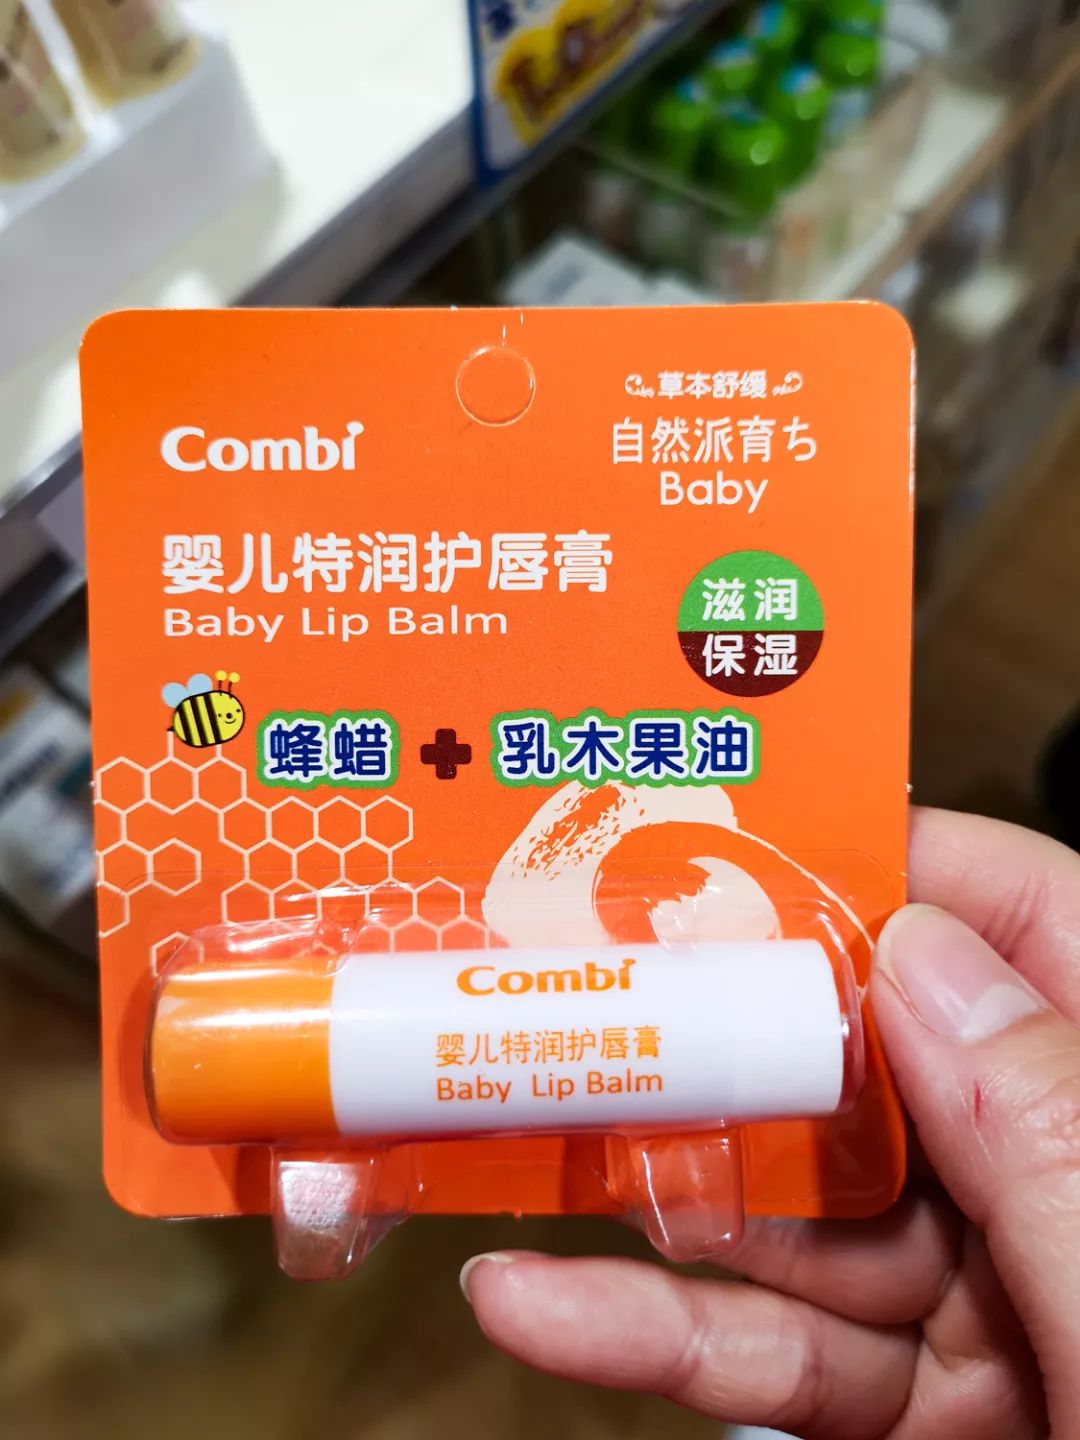 Combi
草本舒缓
自然派育ち
Baby
婴儿特润护唇膏
Baby Lip Balm
滋润
保湿
蜂蜡+乳木果油
Combi
婴儿特润护唇膏
Baby Lip Balm